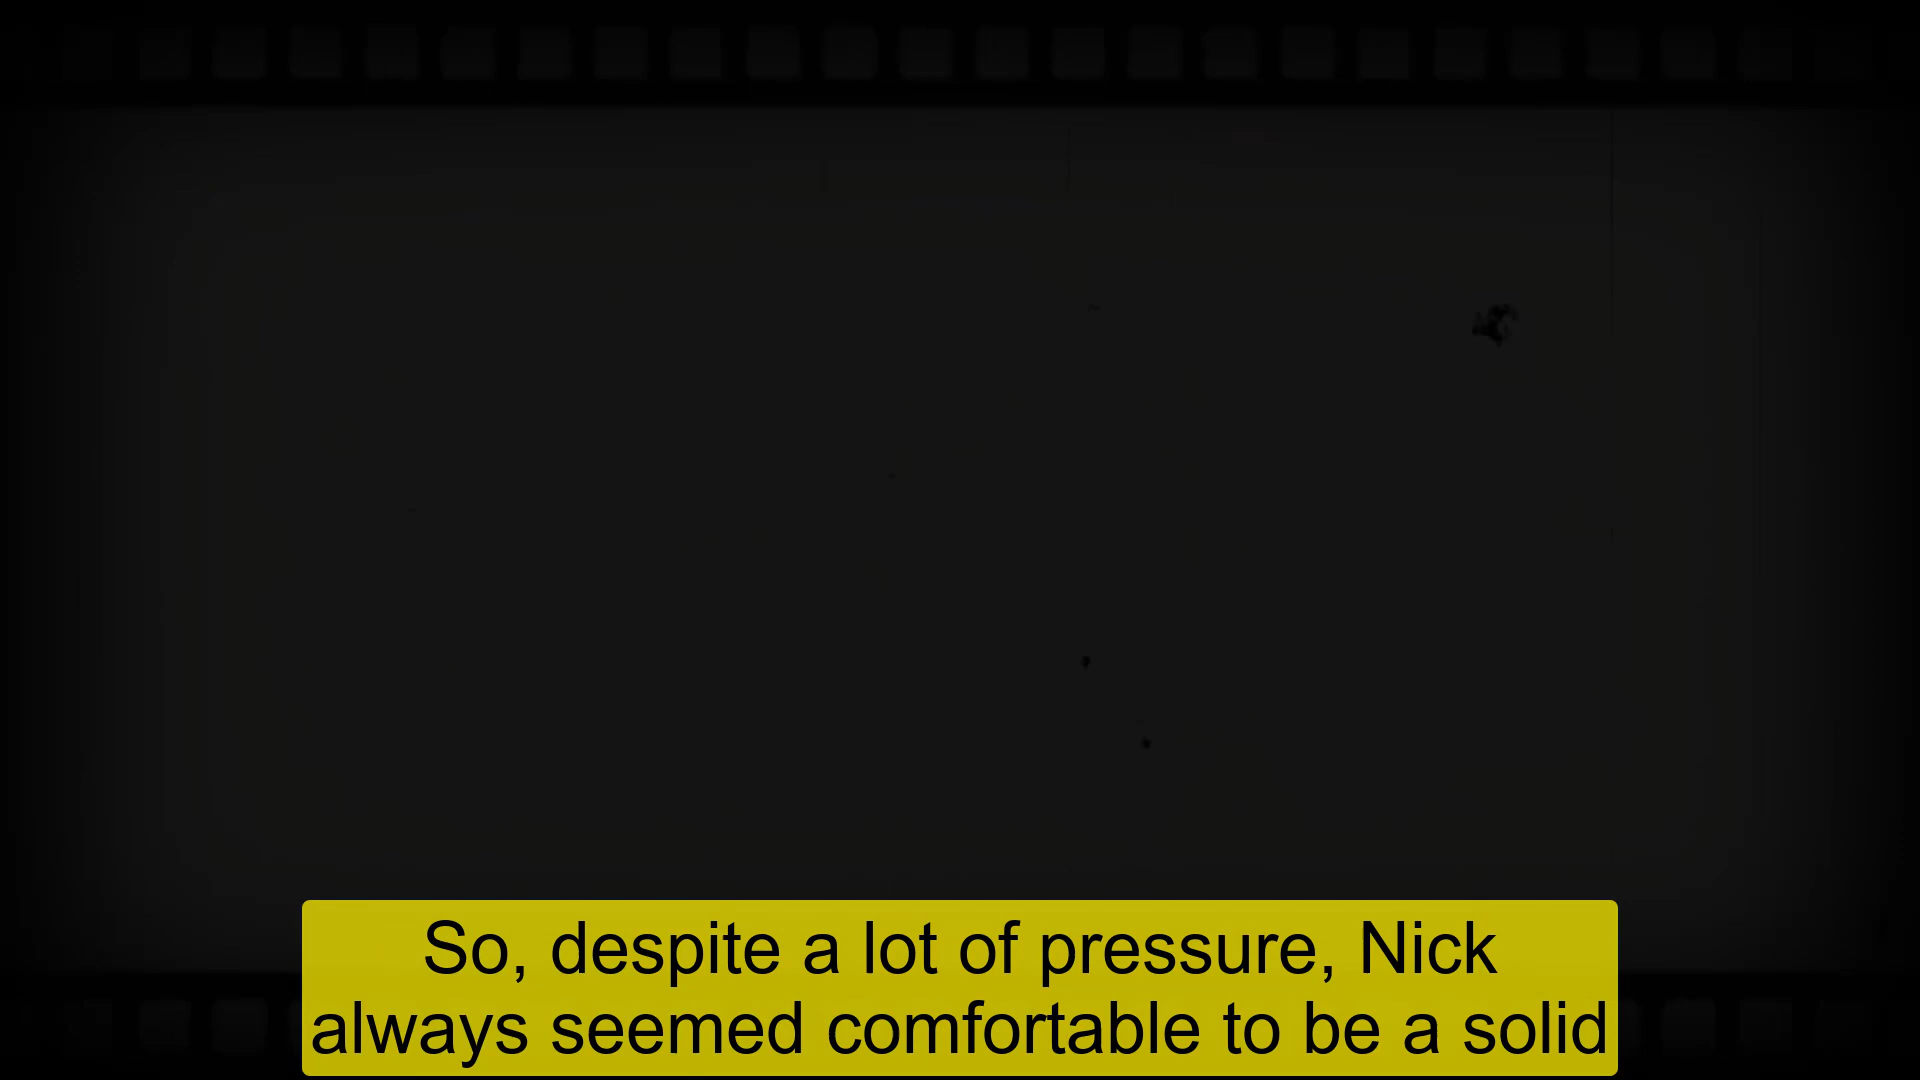 So, despite a lot of pressure, Nick
always seemed comfortable to be a solid